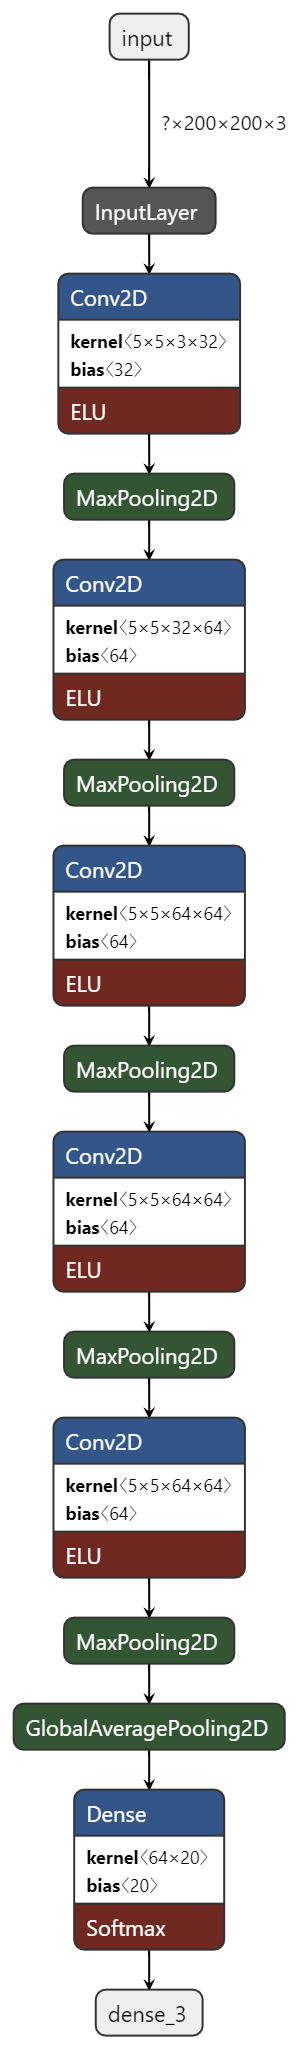 input
?×200×200×3
InputLayer
Conv2D
kernel〈5×5×3×32〉
bias〈32〉
ELU
MaxPooling2D
Conv2D
kernel〈5×5×32×64〉
bias〈64〉
ELU
MaxPooling2D
Conv2D
kernel〈5×5×64×64〉
bias〈64〉
ELU
MaxPooling2D
Conv2D
kernel〈5×5×64×64〉
bias〈64〉
ELU
MaxPooling2D
Conv2D
kernel〈5×5×64×64〉
bias〈64〉
ELU
MaxPooling2D
GlobalAveragePooling2D
Dense
kernel〈64×20〉
bias〈20〉
Softmax
dense_3